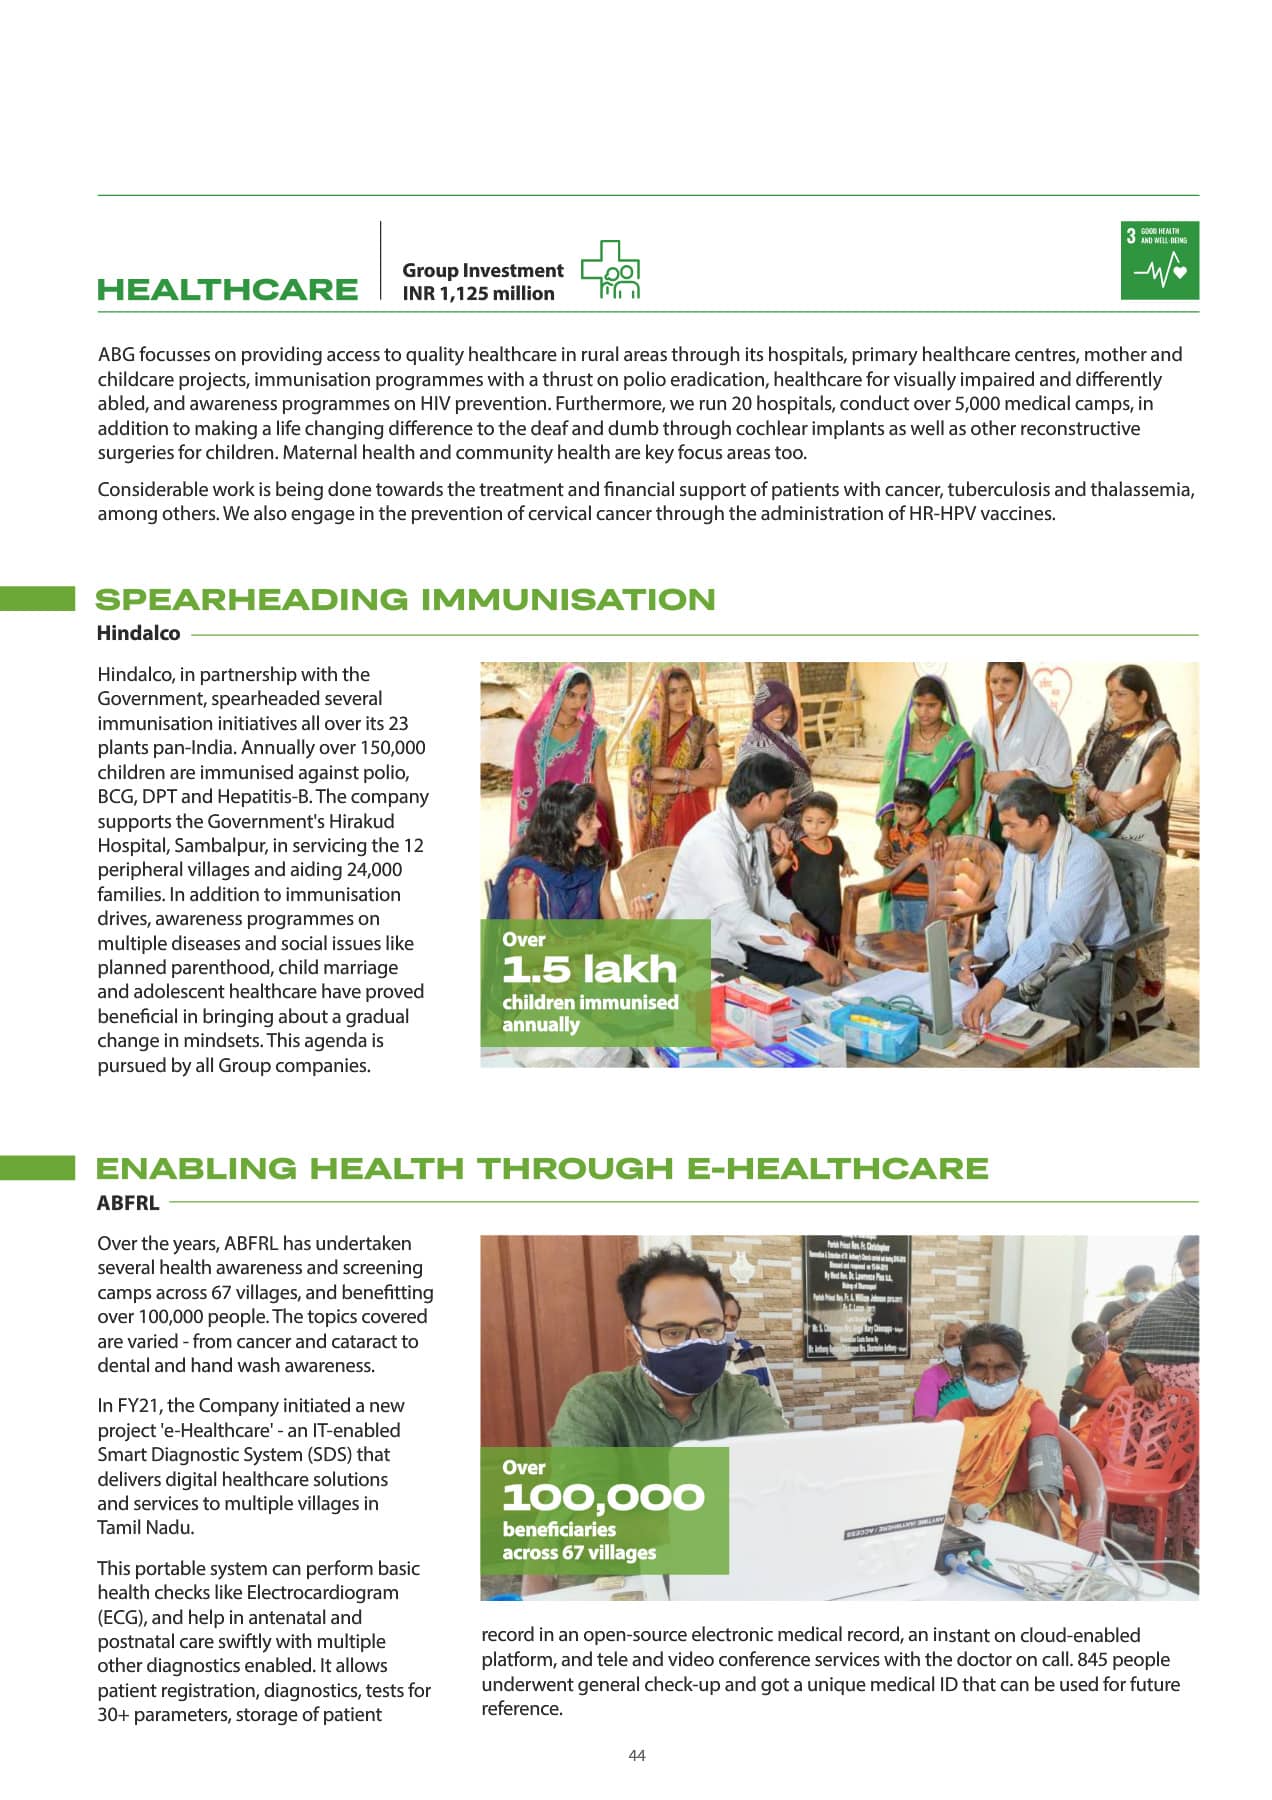 HEALTHCARE
Group Investment
INR 1,125 million
3 GOOD HEALTH
AND WELL-BEING
ABG focusses on providing access to quality healthcare in rural areas through its hospitals, primary healthcare centres, mother and
childcare projects, immunisation programmes with a thrust on polio eradication, healthcare for visually impaired and differently
abled, and awareness programmes on HIV prevention. Furthermore, we run 20 hospitals, conduct over 5,000 medical camps, in
addition to making a life changing difference to the deaf and dumb through cochlear implants as well as other reconstructive
surgeries for children. Maternal health and community health are key focus areas too.
Considerable work is being done towards the treatment and financial support of patients with cancer, tuberculosis and thalassemia,
among others. We also engage in the prevention of cervical cancer through the administration of HR-HPV vaccines.
SPEARHEADING IMMUNISATION
Hindalco
Hindalco, in partnership with the
Government, spearheaded several
immunisation initiatives all over its 23
plants pan-India. Annually over 150,000
children are immunised against polio,
BCG, DPT and Hepatitis-B. The company
supports the Government's Hirakud
Hospital, Sambalpur, in servicing the 12
peripheral villages and aiding 24,000
families. In addition to immunisation
drives, awareness programmes on
multiple diseases and social issues like
planned parenthood, child marriage
and adolescent healthcare have proved
beneficial in bringing about a gradual
change in mindsets. This agenda is
pursued by all Group companies.
Over
1.5 lakh
children immunised
annually
ENABLING HEALTH THROUGH E-HEALTHCARE
ABFRL
Over the years, ABFRL has undertaken
several health awareness and screening
camps across 67 villages, and benefitting
over 100,000 people. The topics covered
are varied - from cancer and cataract to
dental and hand wash awareness.
In FY21, the Company initiated a new
project 'e-Healthcare' - an IT-enabled
Smart Diagnostic System (SDS) that
delivers digital healthcare solutions
and services to multiple villages in
Tamil Nadu.
This portable system can perform basic
health checks like Electrocardiogram
(ECG), and help in antenatal and
postnatal care swiftly with multiple
other diagnostics enabled. It allows
patient registration, diagnostics, tests for
30+ parameters, storage of patient
Parish Priest Rev. Fr. Christopher
Over
100,000
beneficiaries
across 67 villages
ANYTIME / ANYWHERE / ACCESS
record in an open-source electronic medical record, an instant on cloud-enabled
platform, and tele and video conference services with the doctor on call. 845 people
underwent general check-up and got a unique medical ID that can be used for future
reference.
44